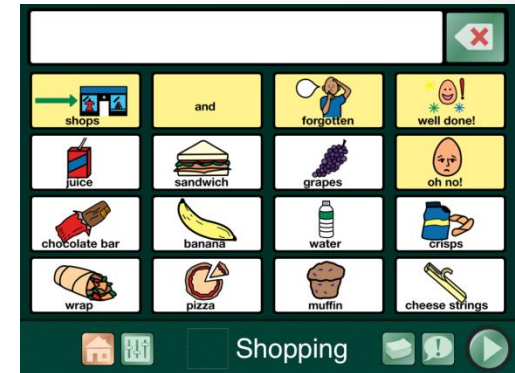 shops
and
forgotten
well done!
juice
sandwich
grapes
oh no!
chocolate bar
banana
water
crisps
wrap
pizza
muffin
cheese strings
Shopping